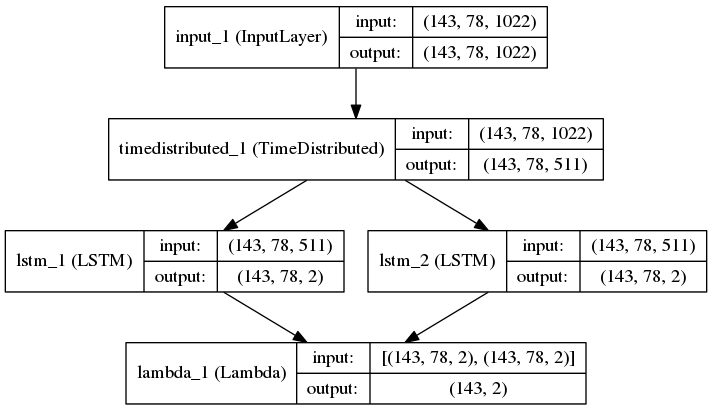 input_1 (InputLayer)
input:
(143, 78, 1022)
output:
(143, 78, 1022)
timedistributed_1 (TimeDistributed)
input:
(143, 78, 1022)
output:
(143, 78, 511)
lstm_1 (LSTM)
input:
(143, 78, 511)
output:
(143, 78, 2)
lstm_2 (LSTM)
input:
(143, 78, 511)
output:
(143, 78, 2)
lambda_1 (Lambda)
input:
[(143, 78, 2), (143, 78, 2)]
output:
(143, 2)